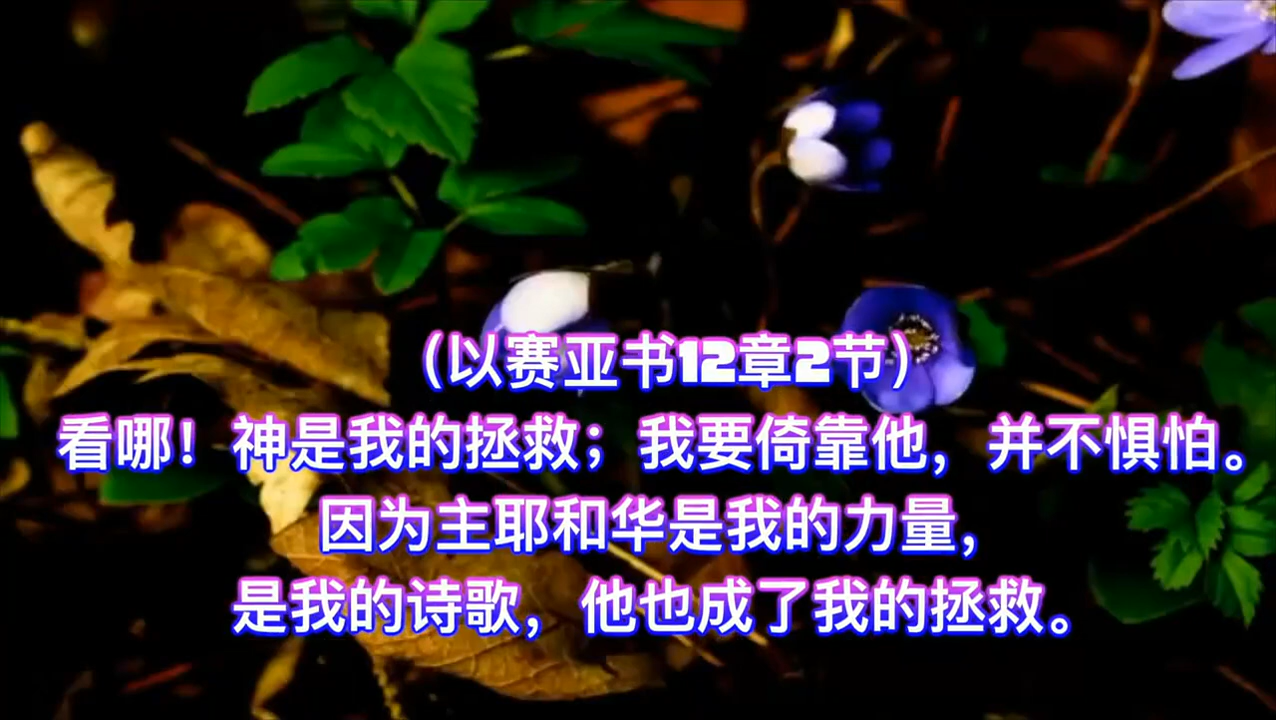 （以赛亚书12章2节）
看哪！神是我的拯救；我要倚靠他，并不惧怕。
因为主耶和华是我的力量，
是我的诗歌，他也成了我的拯救。